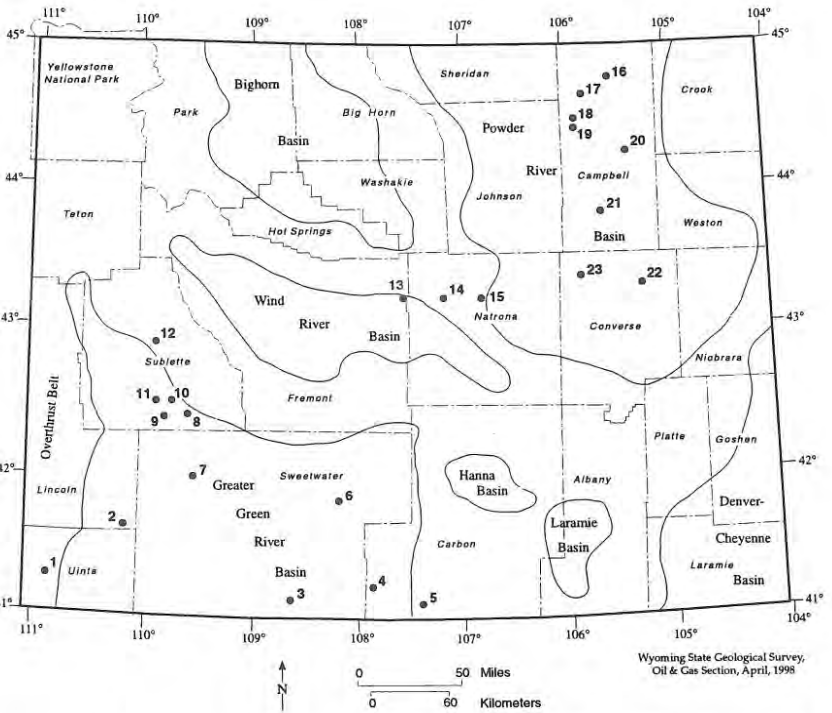 111° 110° 109° 108° 107° 106° 105° 104°
45° 45°
Yellowstone
National Park
Park
Bighorn
Basin
Big Horn
Sheridan
Crook
16
17
18
19
20
Powder
River
Basin
Washakie
Johnson
Campbell
44° 44°
Teton
Hot Springs
21
Weston
23
22
13
14
15
Wind
River
Basin
Natrona
Converse
43° 43°
12
Sublette
Niobrara
11
10
9
8
Fremont
Overthrust Belt
Platte
Goshen
42° 42°
7
Greater
Green
River
Basin
Sweetwater
6
Hanna
Basin
Albany
Lincoln
2
Laramie
Basin
Denver-
Cheyenne
Basin
1
Uinta
Carbon
Laramie
3
4
5
41° 41°
111° 110° 109° 108° 107° 106° 105° 104°
Wyoming State Geological Survey,
Oil & Gas Section, April, 1998
N
0 50 Miles
0 60 Kilometers